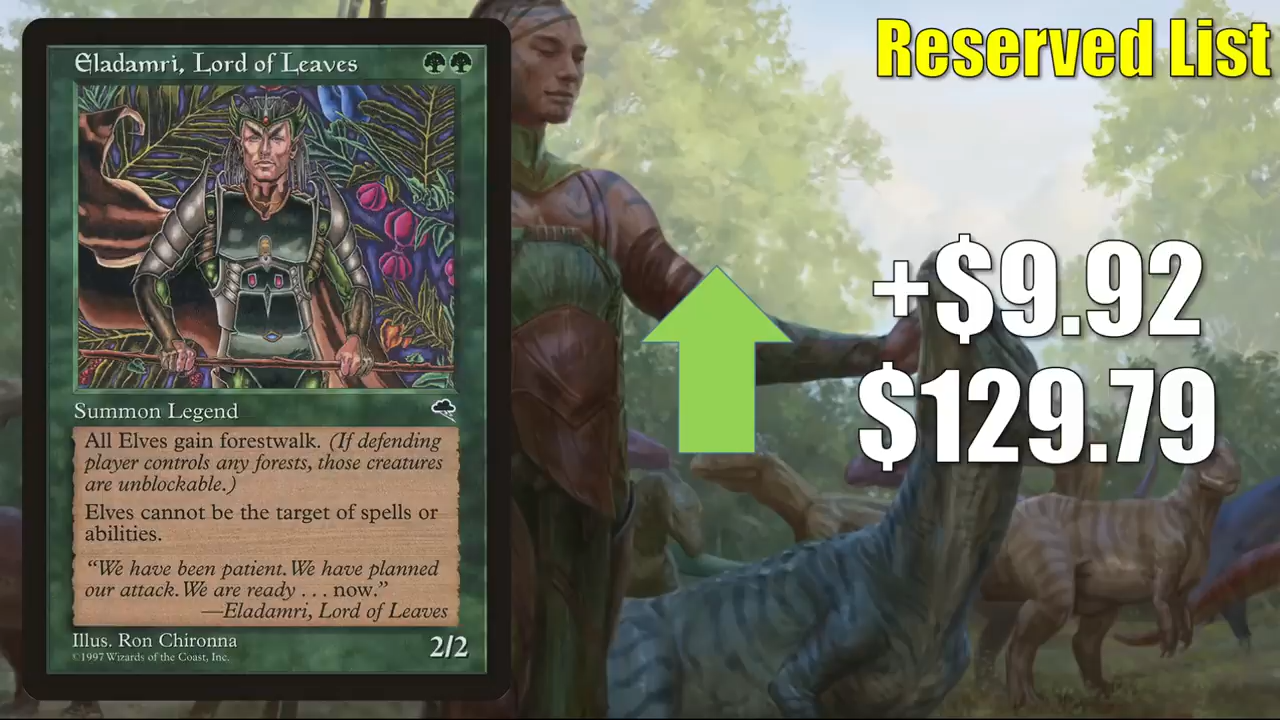 Eladamri, Lord of Leaves
Summon Legend
All Elves gain forestwalk. (If defending
player controls any forests, those creatures
are unblockable.)
Elves cannot be the target of spells or
abilities.
“We have been patient. We have planned
our attack. We are ready . . . now.”
—Eladamri, Lord of Leaves
Illus. Ron Chironna
©1997 Wizards of the Coast, Inc.
2/2
Reserved List
+$9.92
$129.79